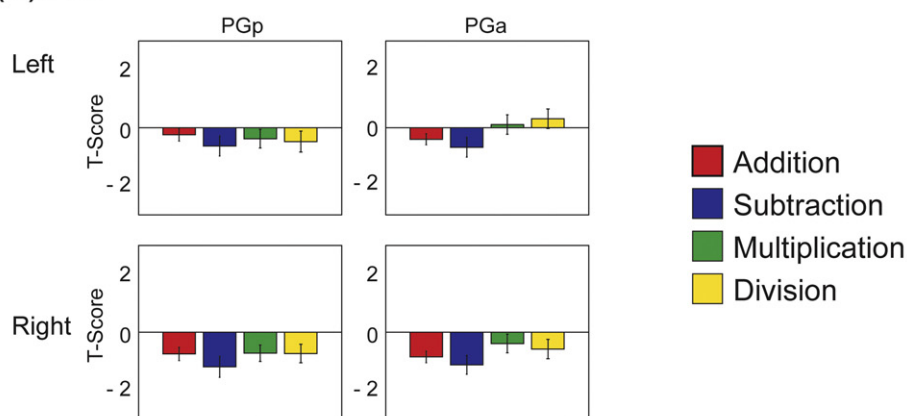 PGp PGa
Left
T-Score
2
0
- 2
2
0
- 2
Addition
Subtraction
Multiplication
Division
Right
T-Score
2
0
- 2
2
0
- 2